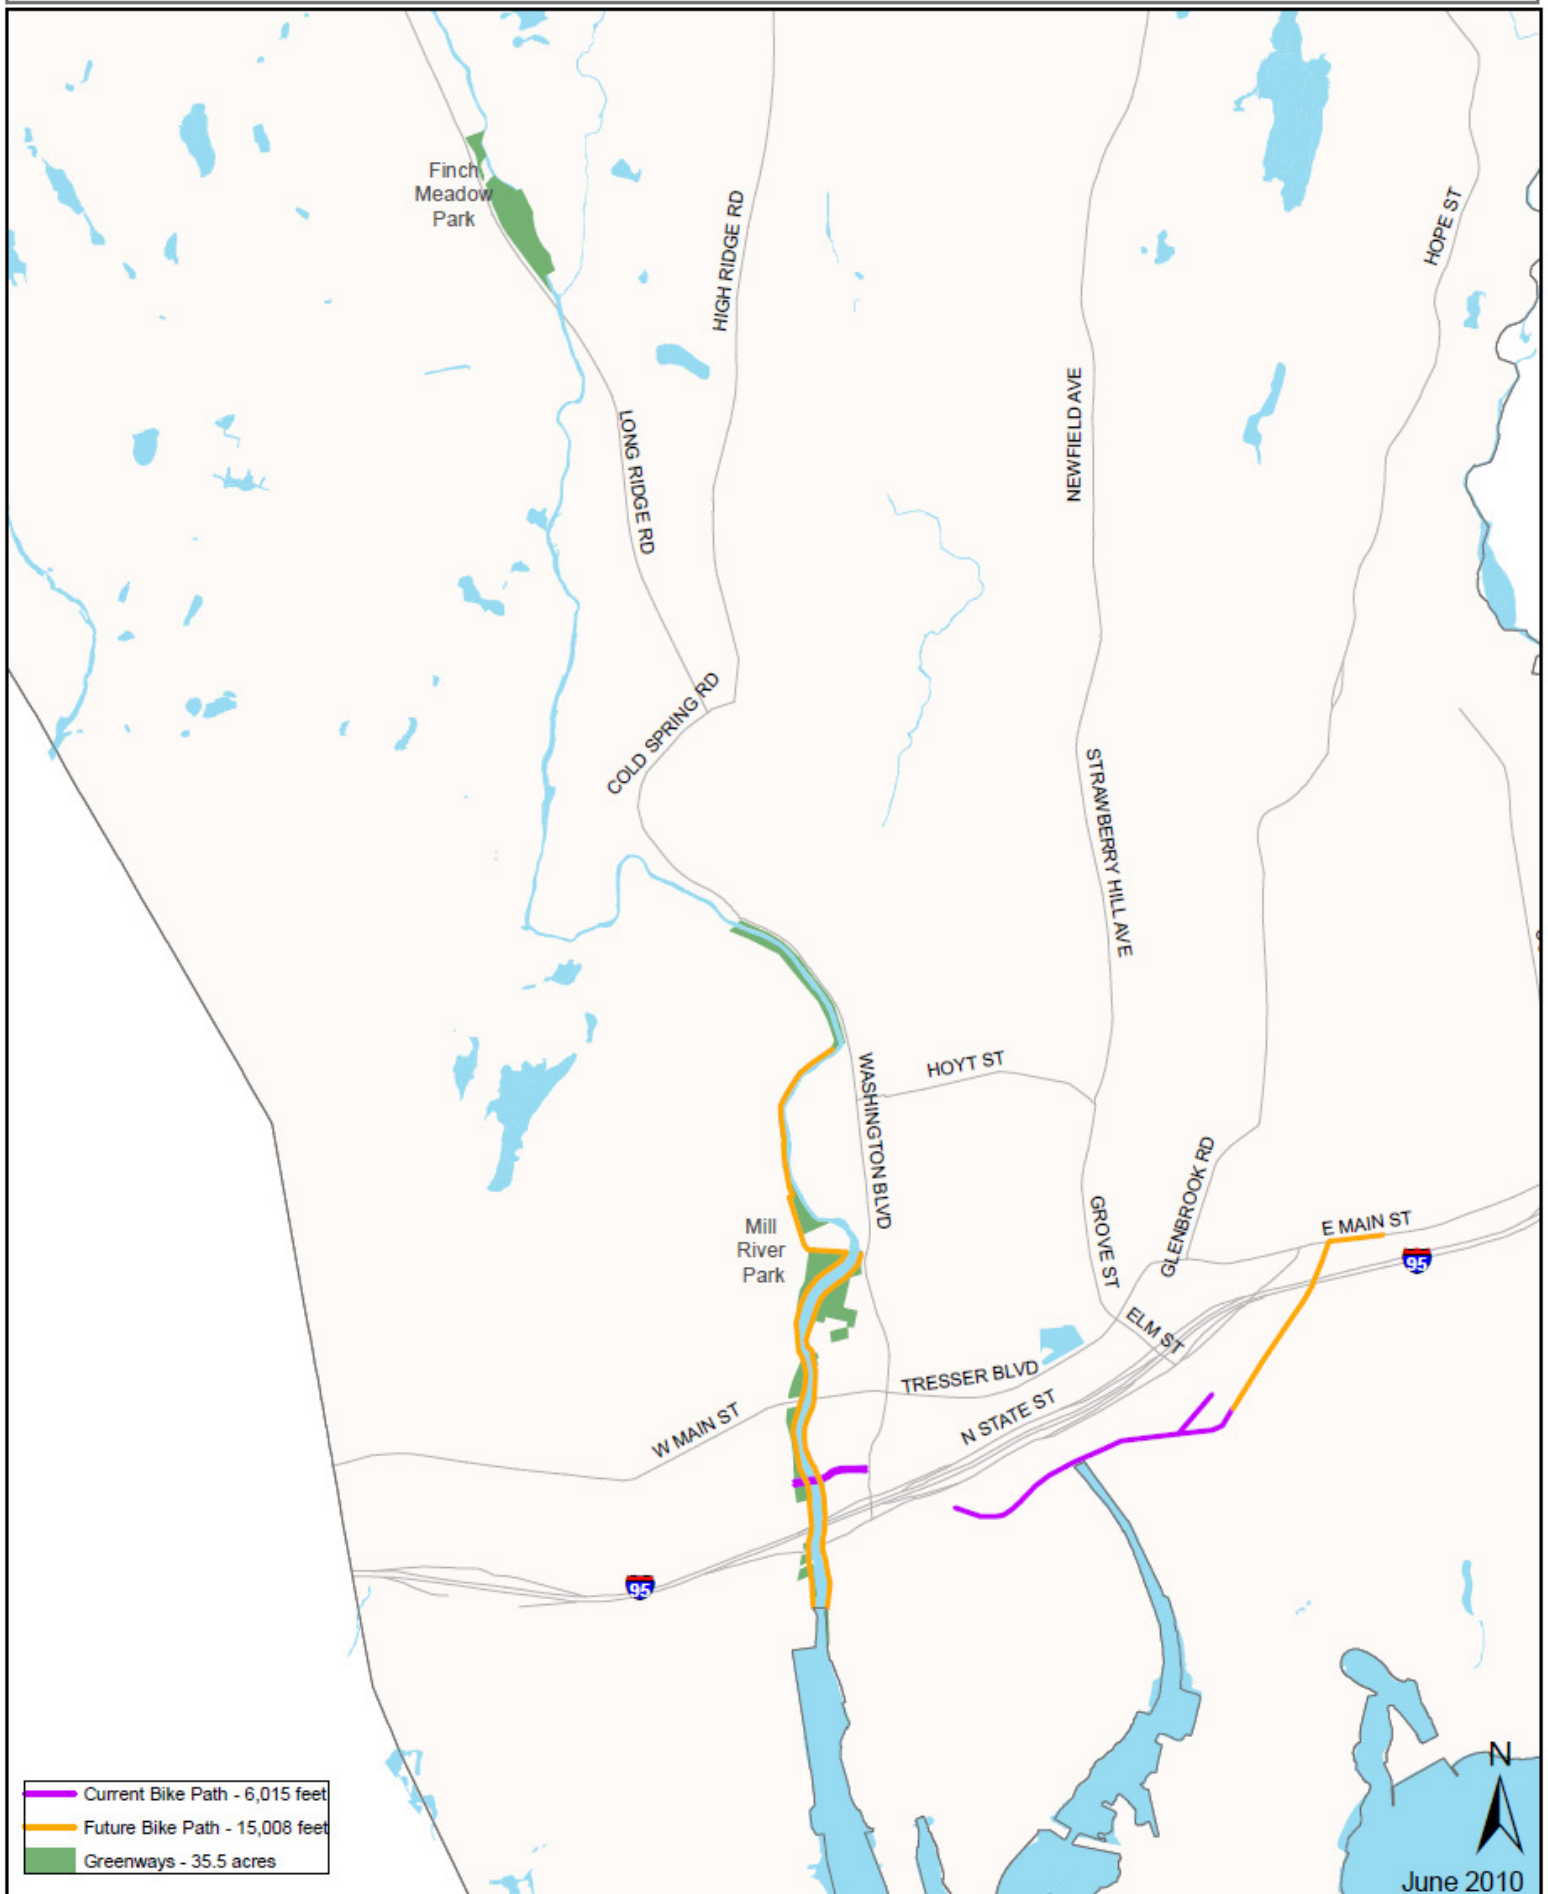 Finch
Meadow
Park
HIGH RIDGE RD
HOPE ST
LONG RIDGE RD
NEWFIELD AVE
COLD SPRING RD
STRAWBERRY HILL AVE
WASHINGTON BLVD
HOYT ST
GROVE ST
GLENBROOK RD
E MAIN ST
95
Mill
River
Park
ELM ST
TRESSER BLVD
W MAIN ST
N STATE ST
95
Current Bike Path - 6,015 feet
Future Bike Path - 15,008 feet
Greenways - 35.5 acres
N
June 2010